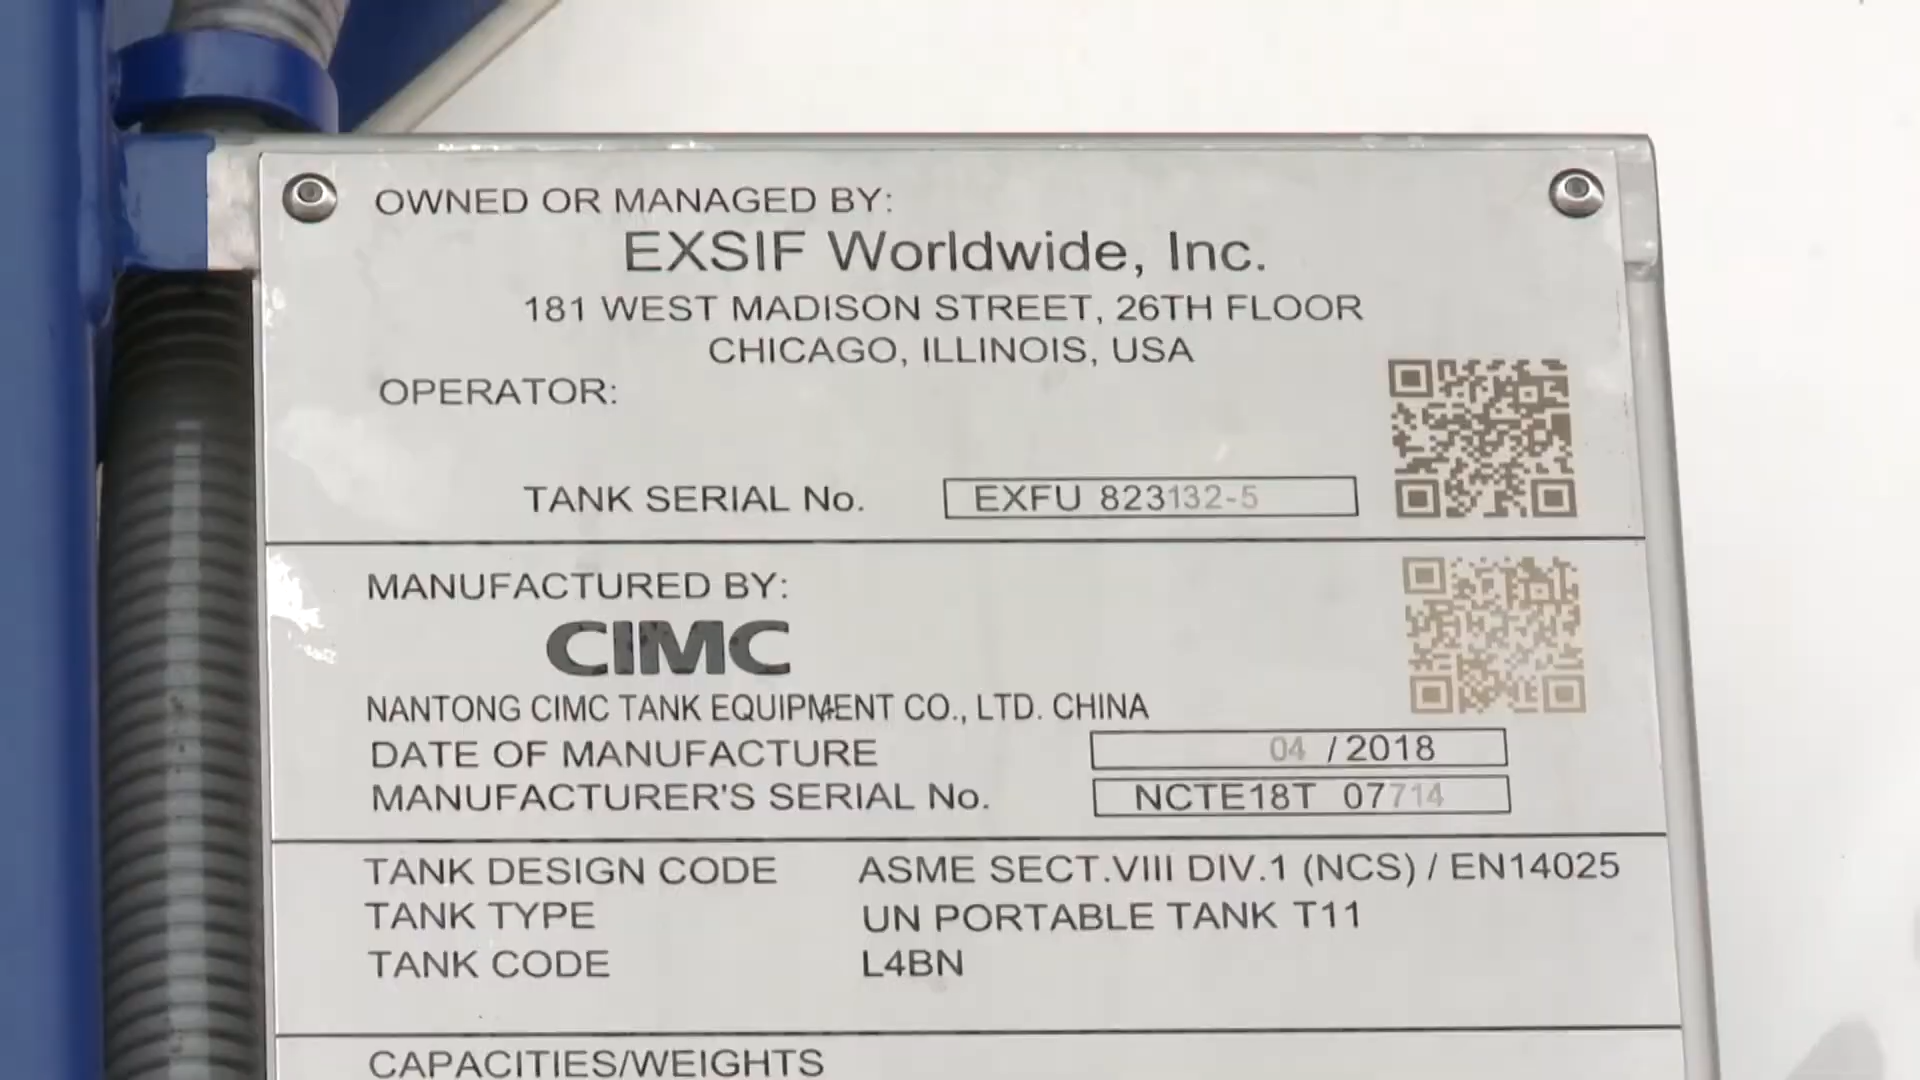 OWNED OR MANAGED BY:
EXSIF Worldwide, Inc.
181 WEST MADISON STREET, 26TH FLOOR
CHICAGO, ILLINOIS, USA
OPERATOR:
TANK SERIAL No. EXFU 823132-5
MANUFACTURED BY:
CIMC
NANTONG CIMC TANK EQUIPMENT CO., LTD. CHINA
DATE OF MANUFACTURE 04 /2018
MANUFACTURER'S SERIAL No. NCTE18T 07714
TANK DESIGN CODE ASME SECT.VIII DIV.1 (NCS) / EN14025
TANK TYPE UN PORTABLE TANK T11
TANK CODE L4BN
CAPACITIES/WEIGHTS